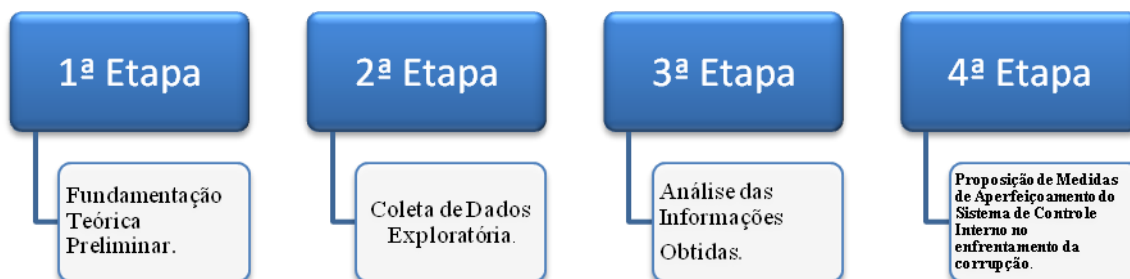 1ª Etapa
Fundamentação
Teórica
Preliminar.
2ª Etapa
Coleta de Dados
Exploratória.
3ª Etapa
Análise das
Informações
Obtidas.
4ª Etapa
Proposição de Medidas
de Aperfeiçoamento do
Sistema de Controle
Interno no
enfrentamento da
corrupção.